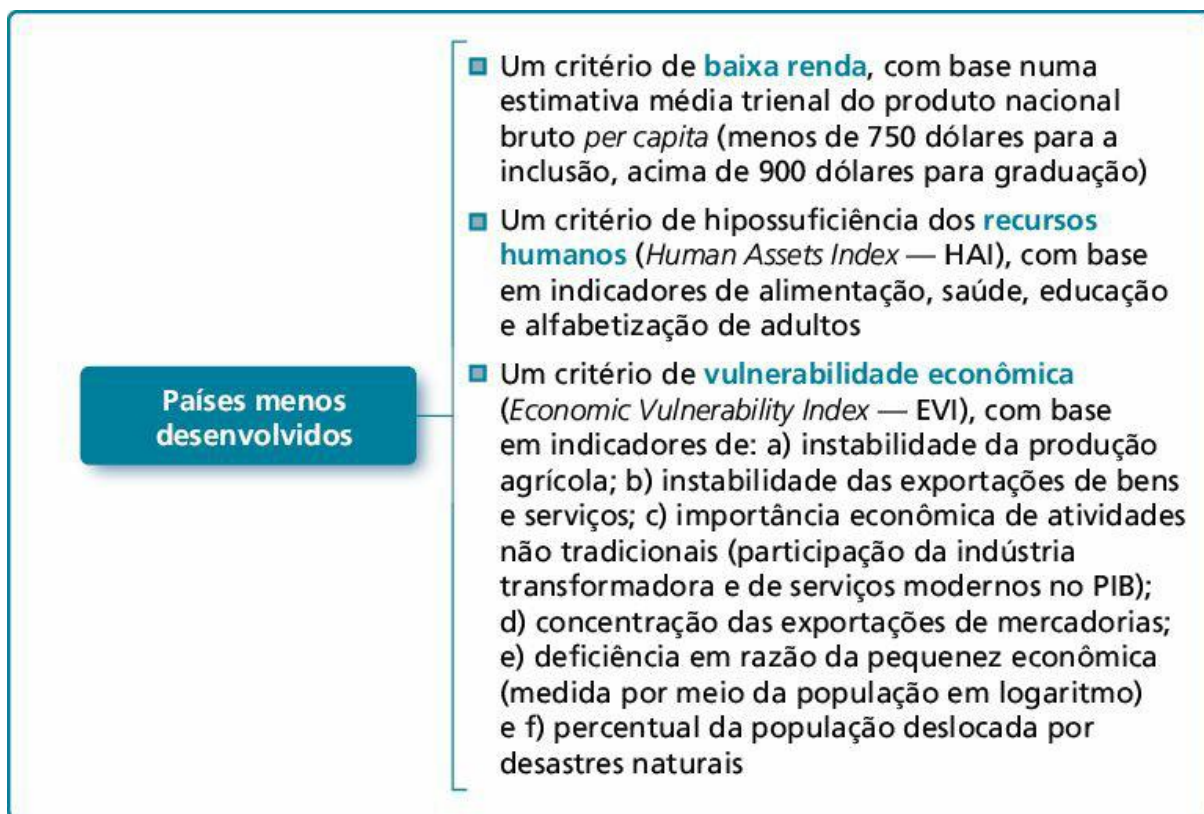 Países menos
desenvolvidos
Um critério de baixa renda, com base numa
estimativa média trienal do produto nacional
bruto per capita (menos de 750 dólares para a
inclusão, acima de 900 dólares para graduação)
Um critério de hipossuficiência dos recursos
humanos (Human Assets Index — HAI), com base
em indicadores de alimentação, saúde, educação
e alfabetização de adultos
Um critério de vulnerabilidade econômica
(Economic Vulnerability Index — EVI), com base
em indicadores de: a) instabilidade da produção
agrícola; b) instabilidade das exportações de bens
e serviços; c) importância econômica de atividades
não tradicionais (participação da indústria
transformadora e de serviços modernos no PIB);
d) concentração das exportações de mercadorias;
e) deficiência em razão da pequenez econômica
(medida por meio da população em logaritmo)
e f) percentual da população deslocada por
desastres naturais